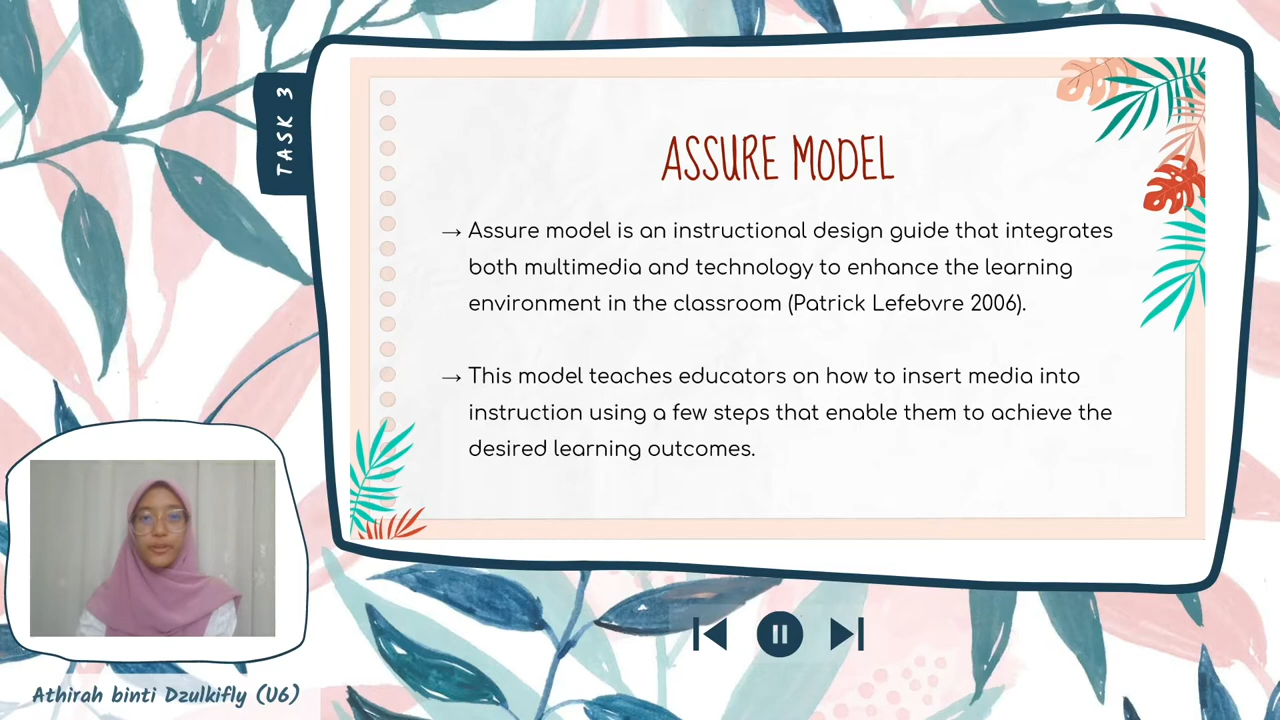 TASK 3
ASSURE MODEL
→ Assure model is an instructional design guide that integrates
both multimedia and technology to enhance the learning
environment in the classroom (Patrick Lefebvre 2006).
→ This model teaches educators on how to insert media into
instruction using a few steps that enable them to achieve the
desired learning outcomes.
Athirah binti Dzulkifly (U6)